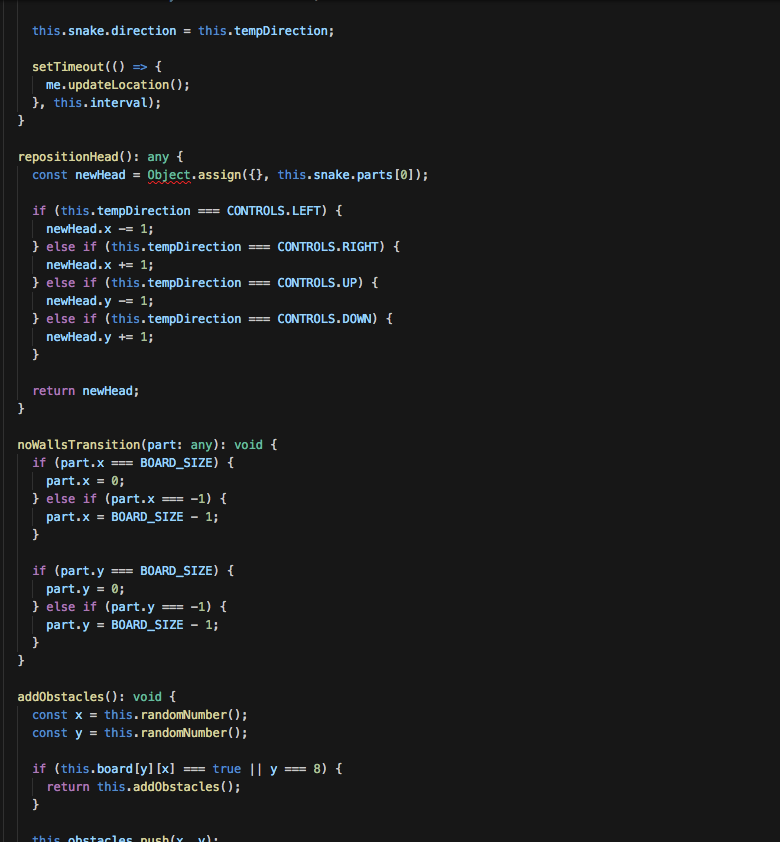 this.snake.direction = this.tempDirection;
setTimeout(() => {
me.updateLocation();
}, this.interval);
}
repositionHead(): any {
const newHead = Object.assign({}, this.snake.parts[0]);
if (this.tempDirection === CONTROLS.LEFT) {
newHead.x -= 1;
} else if (this.tempDirection === CONTROLS.RIGHT) {
newHead.x += 1;
} else if (this.tempDirection === CONTROLS.UP) {
newHead.y -= 1;
} else if (this.tempDirection === CONTROLS.DOWN) {
newHead.y += 1;
}
return newHead;
}
noWallsTransition(part: any): void {
if (part.x === BOARD_SIZE) {
part.x = 0;
} else if (part.x === -1) {
part.x = BOARD_SIZE - 1;
}
if (part.y === BOARD_SIZE) {
part.y = 0;
} else if (part.y === -1) {
part.y = BOARD_SIZE - 1;
}
}
addObstacles(): void {
const x = this.randomNumber();
const y = this.randomNumber();
if (this.board[y][x] === true || y === 8) {
return this.addObstacles();
}
this.obstacles.push(x, y);